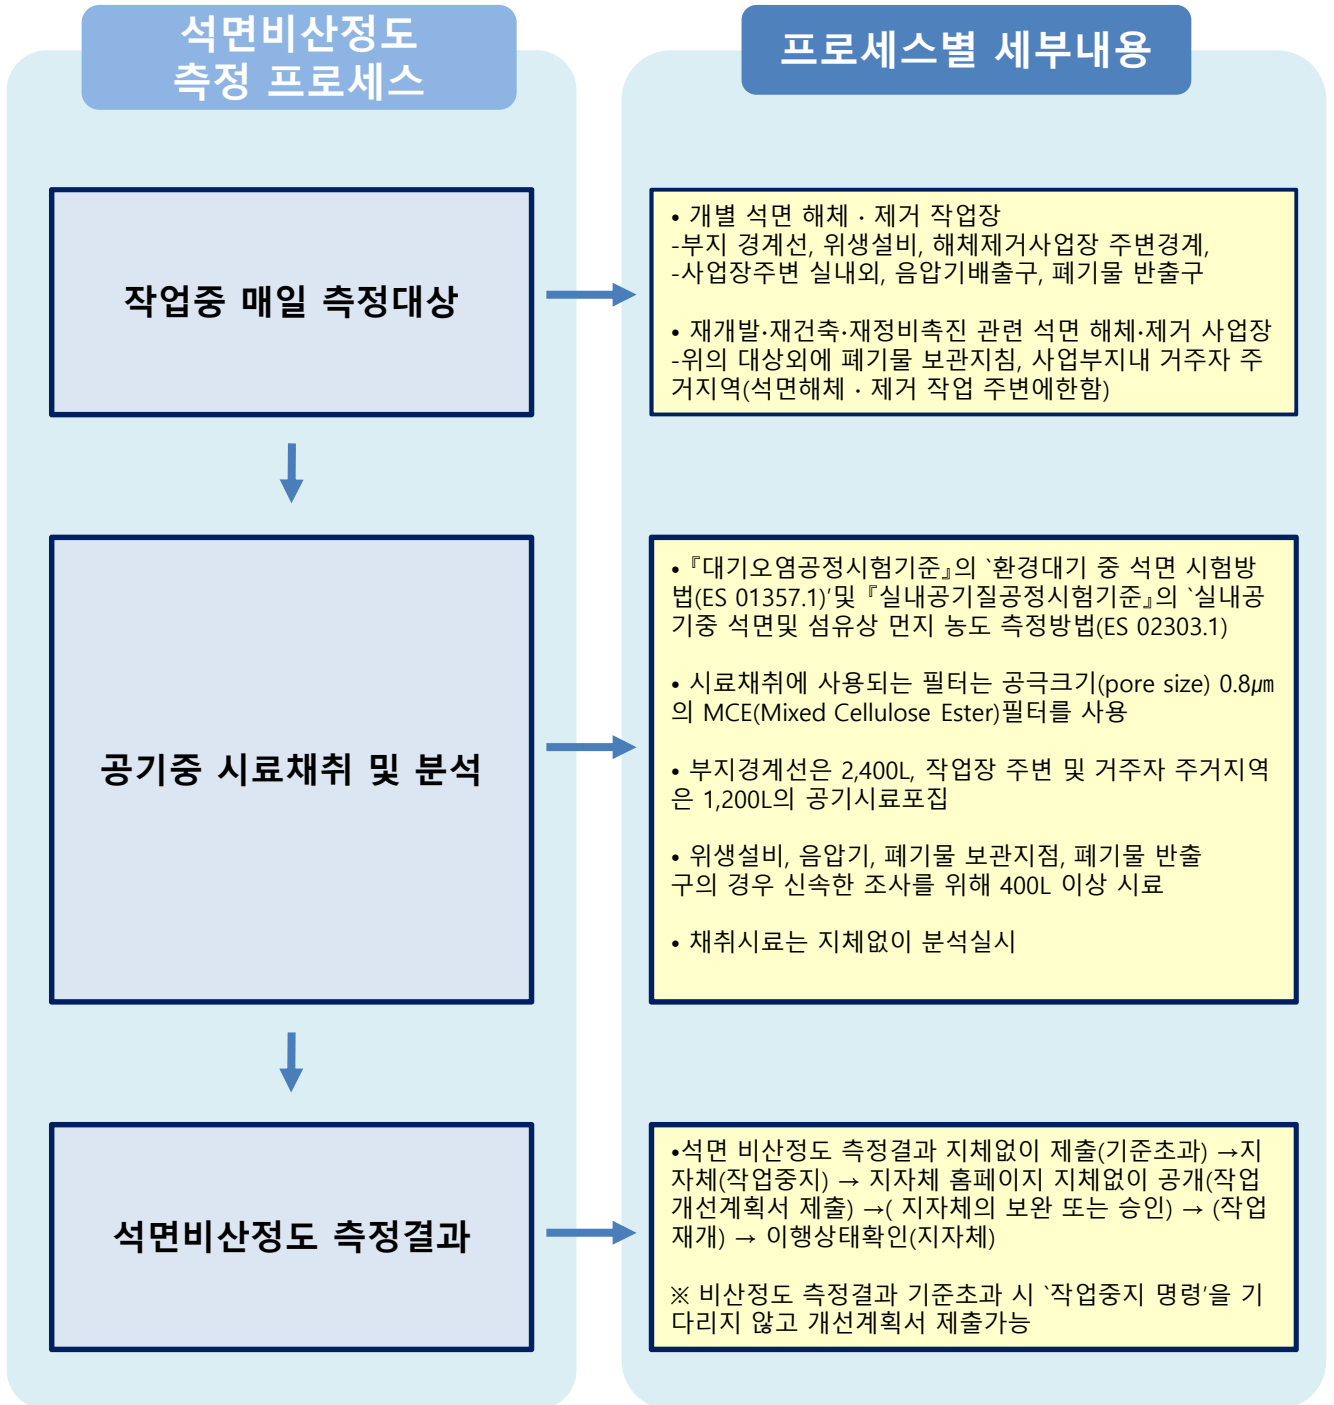 석면비산정도
측정 프로세스
프로세스별 세부내용
작업중 매일 측정대상
• 개별 석면 해체 · 제거 작업장
-부지 경계선, 위생설비, 해체제거사업장 주변경계,
-사업장주변 실내외, 음압기배출구, 폐기물 반출구
• 재개발·재건축·재정비촉진 관련 석면 해체·제거 사업장
-위의 대상외에 폐기물 보관지침, 사업부지내 거주자 주
거지역(석면해체 · 제거 작업 주변에한함)
공기중 시료채취 및 분석
• 『대기오염공정시험기준』의 `환경대기 중 석면 시험방
법(ES 01357.1)’및 『실내공기질공정시험기준』의 `실내공
기중 석면및 섬유상 먼지 농도 측정방법(ES 02303.1)
• 시료채취에 사용되는 필터는 공극크기(pore size) 0.8㎛
의 MCE(Mixed Cellulose Ester)필터를 사용
• 부지경계선은 2,400L, 작업장 주변 및 거주자 주거지역
은 1,200L의 공기시료포집
• 위생설비, 음압기, 폐기물 보관지점, 폐기물 반출
구의 경우 신속한 조사를 위해 400L 이상 시료
• 채취시료는 지체없이 분석실시
석면비산정도 측정결과
•석면 비산정도 측정결과 지체없이 제출(기준초과) →지
자체(작업중지) → 지자체 홈페이지 지체없이 공개(작업
개선계획서 제출) →( 지자체의 보완 또는 승인) → (작업
재개) → 이행상태확인(지자체)
※ 비산정도 측정결과 기준초과 시 `작업중지 명령’을 기
다리지 않고 개선계획서 제출가능